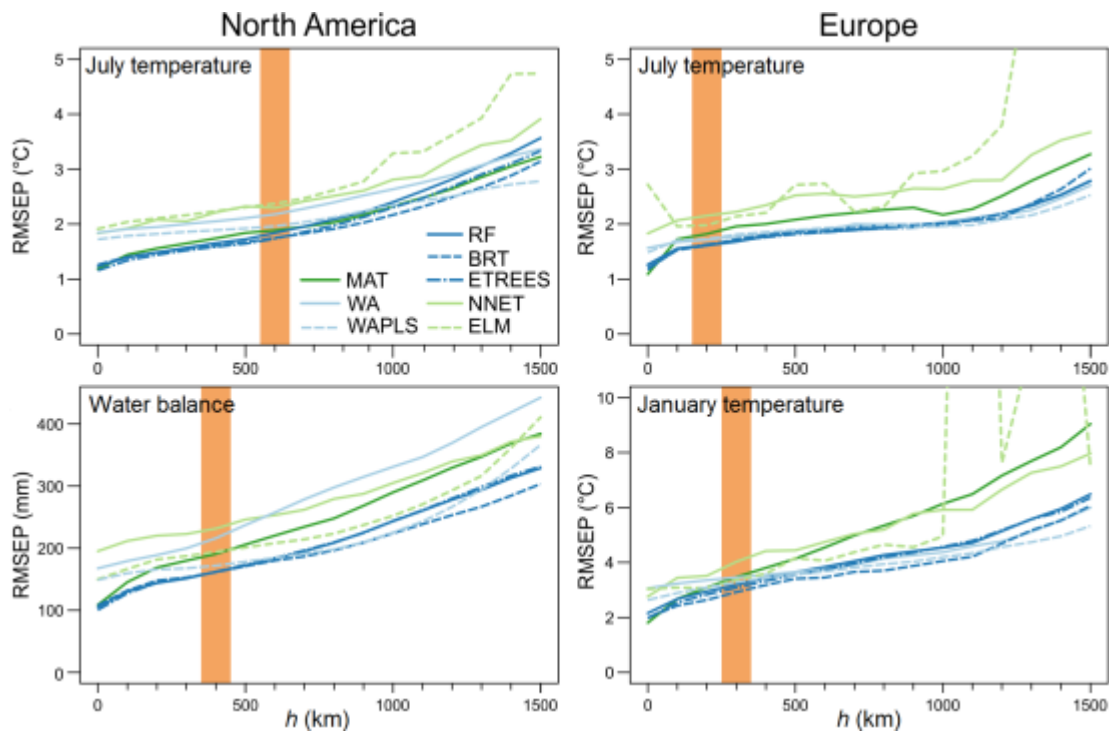 North America
Europe
July temperature
RMSEP (°C)
5
4
3
2
1
0
0
500
1000
1500
MAT
WA
WAPLS
RF
BRT
ETREES
NNET
ELM
July temperature
RMSEP (°C)
5
4
3
2
1
0
0
500
1000
1500
Water balance
RMSEP (mm)
400
300
200
100
0
0
500
1000
1500
h (km)
January temperature
RMSEP (°C)
10
8
6
4
2
0
0
500
1000
1500
h (km)